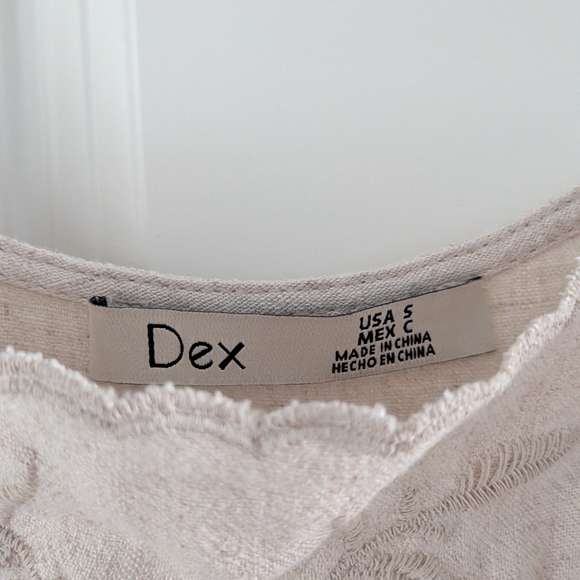 Dex
USA S
MEX C
MADE IN CHINA
HECHO EN CHINA